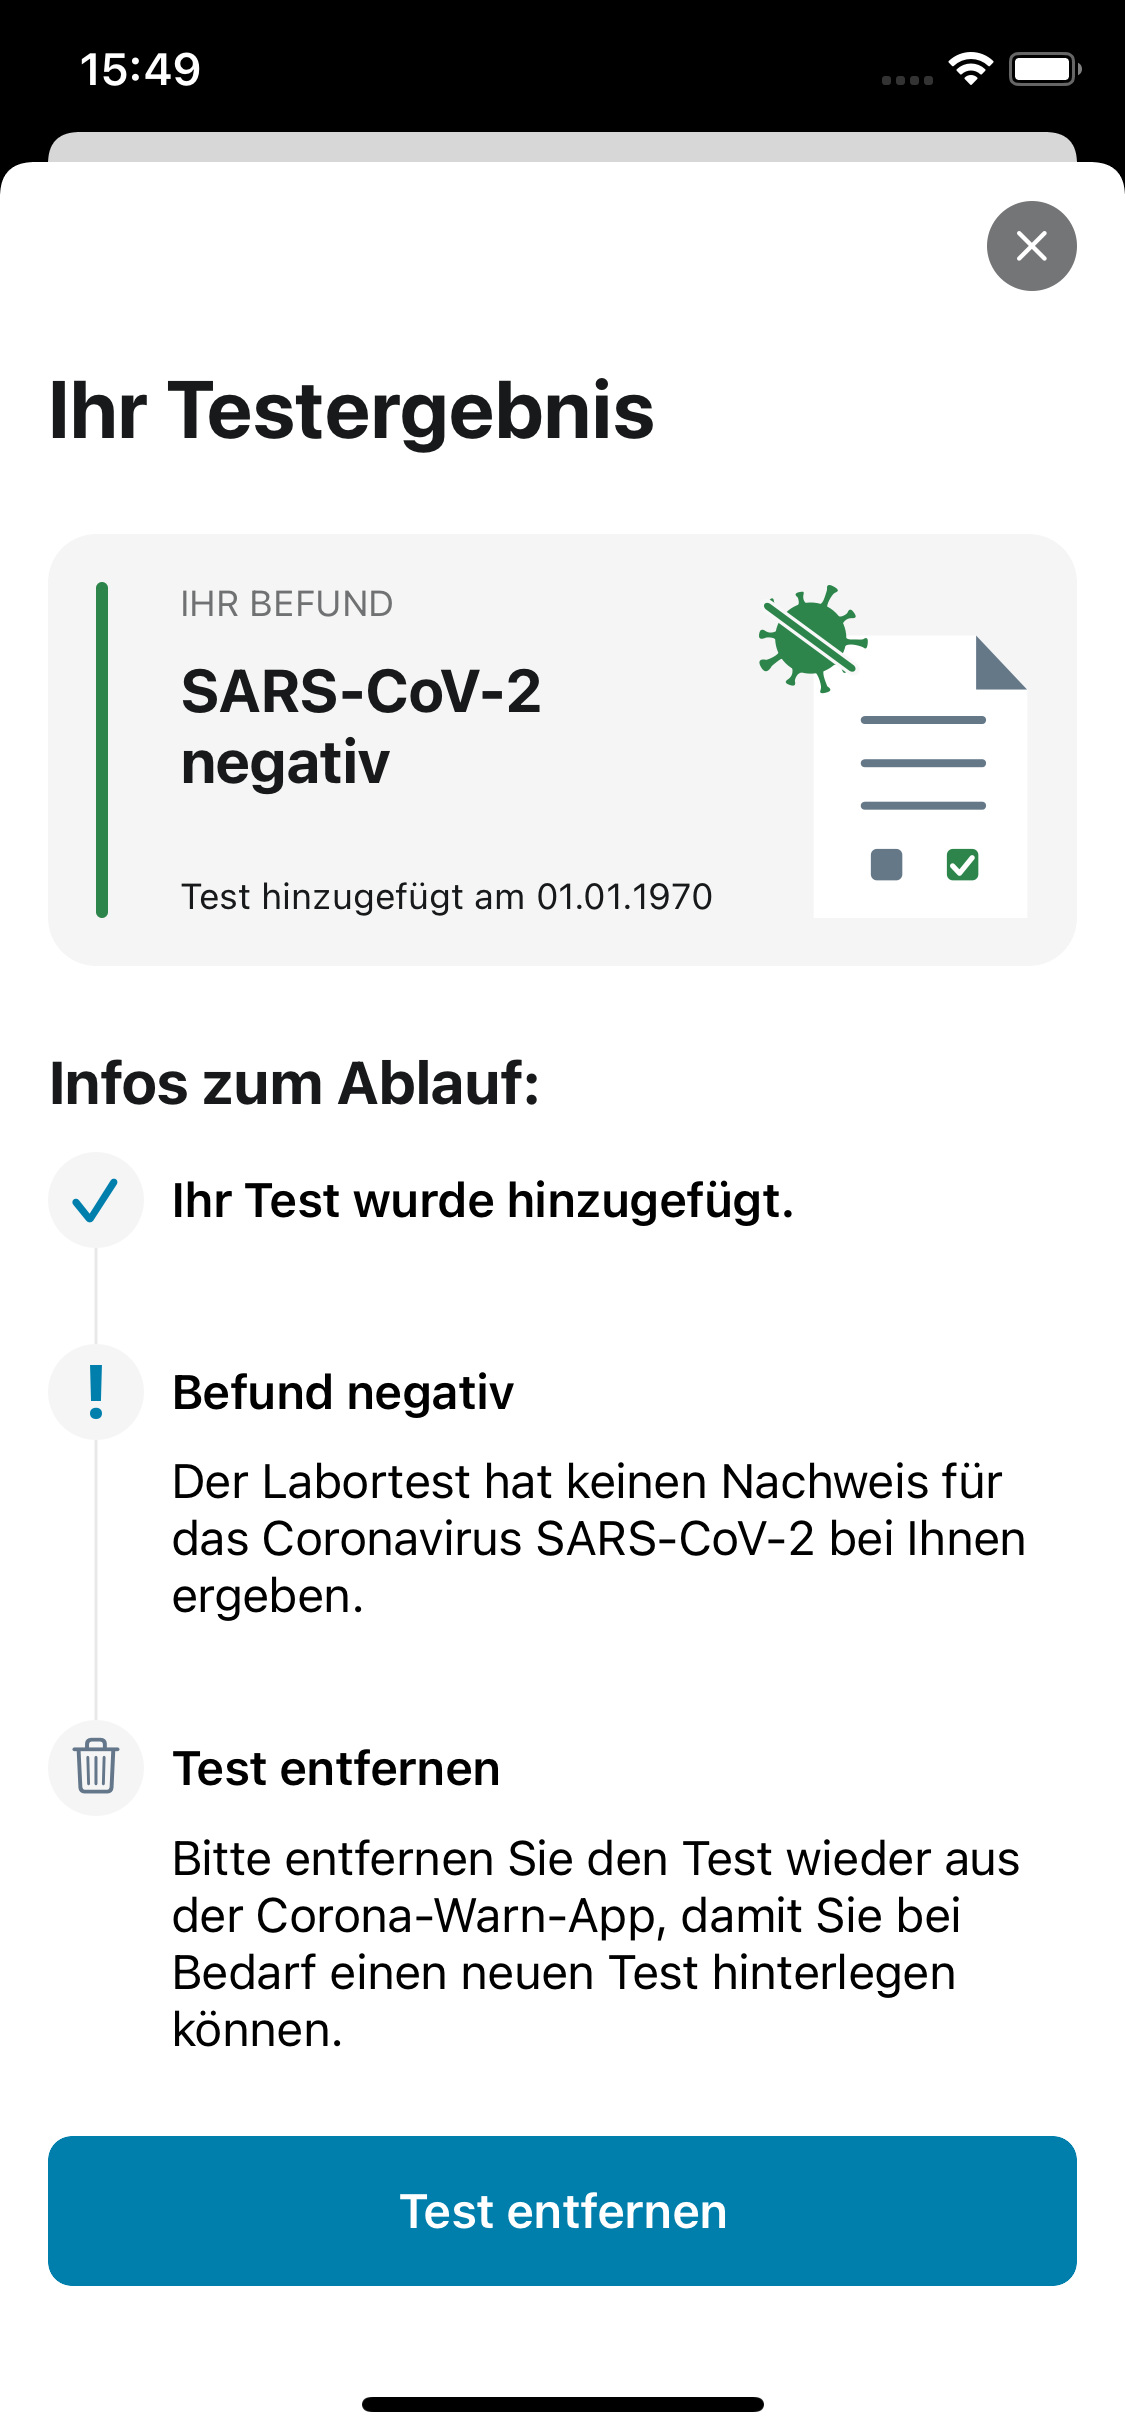 15:49
Ihr Testergebnis
IHR BEFUND
SARS-CoV-2
negativ
Test hinzugefügt am 01.01.1970
Infos zum Ablauf:
Ihr Test wurde hinzugefügt.
Befund negativ
Der Labortest hat keinen Nachweis für
das Coronavirus SARS-CoV-2 bei Ihnen
ergeben.
Test entfernen
Bitte entfernen Sie den Test wieder aus
der Corona-Warn-App, damit Sie bei
Bedarf einen neuen Test hinterlegen
können.
Test entfernen